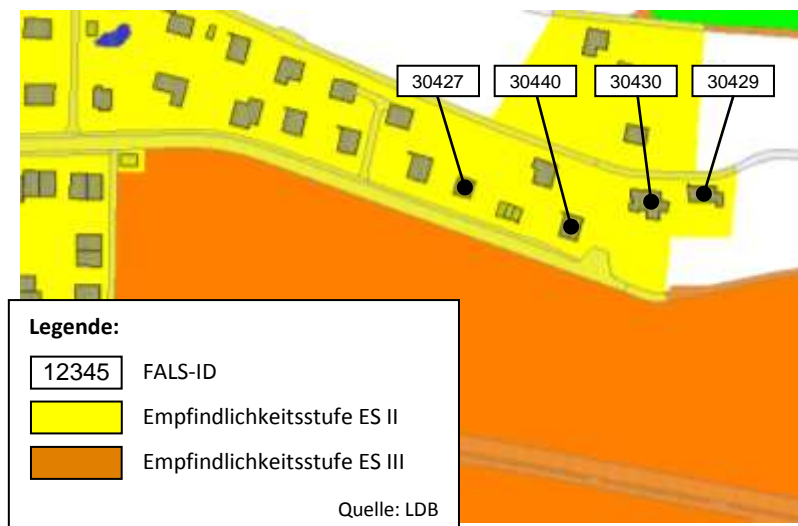 30427 30440 30430 30429
Legende:
12345 FALS-ID
Empfindlichkeitsstufe ES II
Empfindlichkeitsstufe ES III
Quelle: LDB